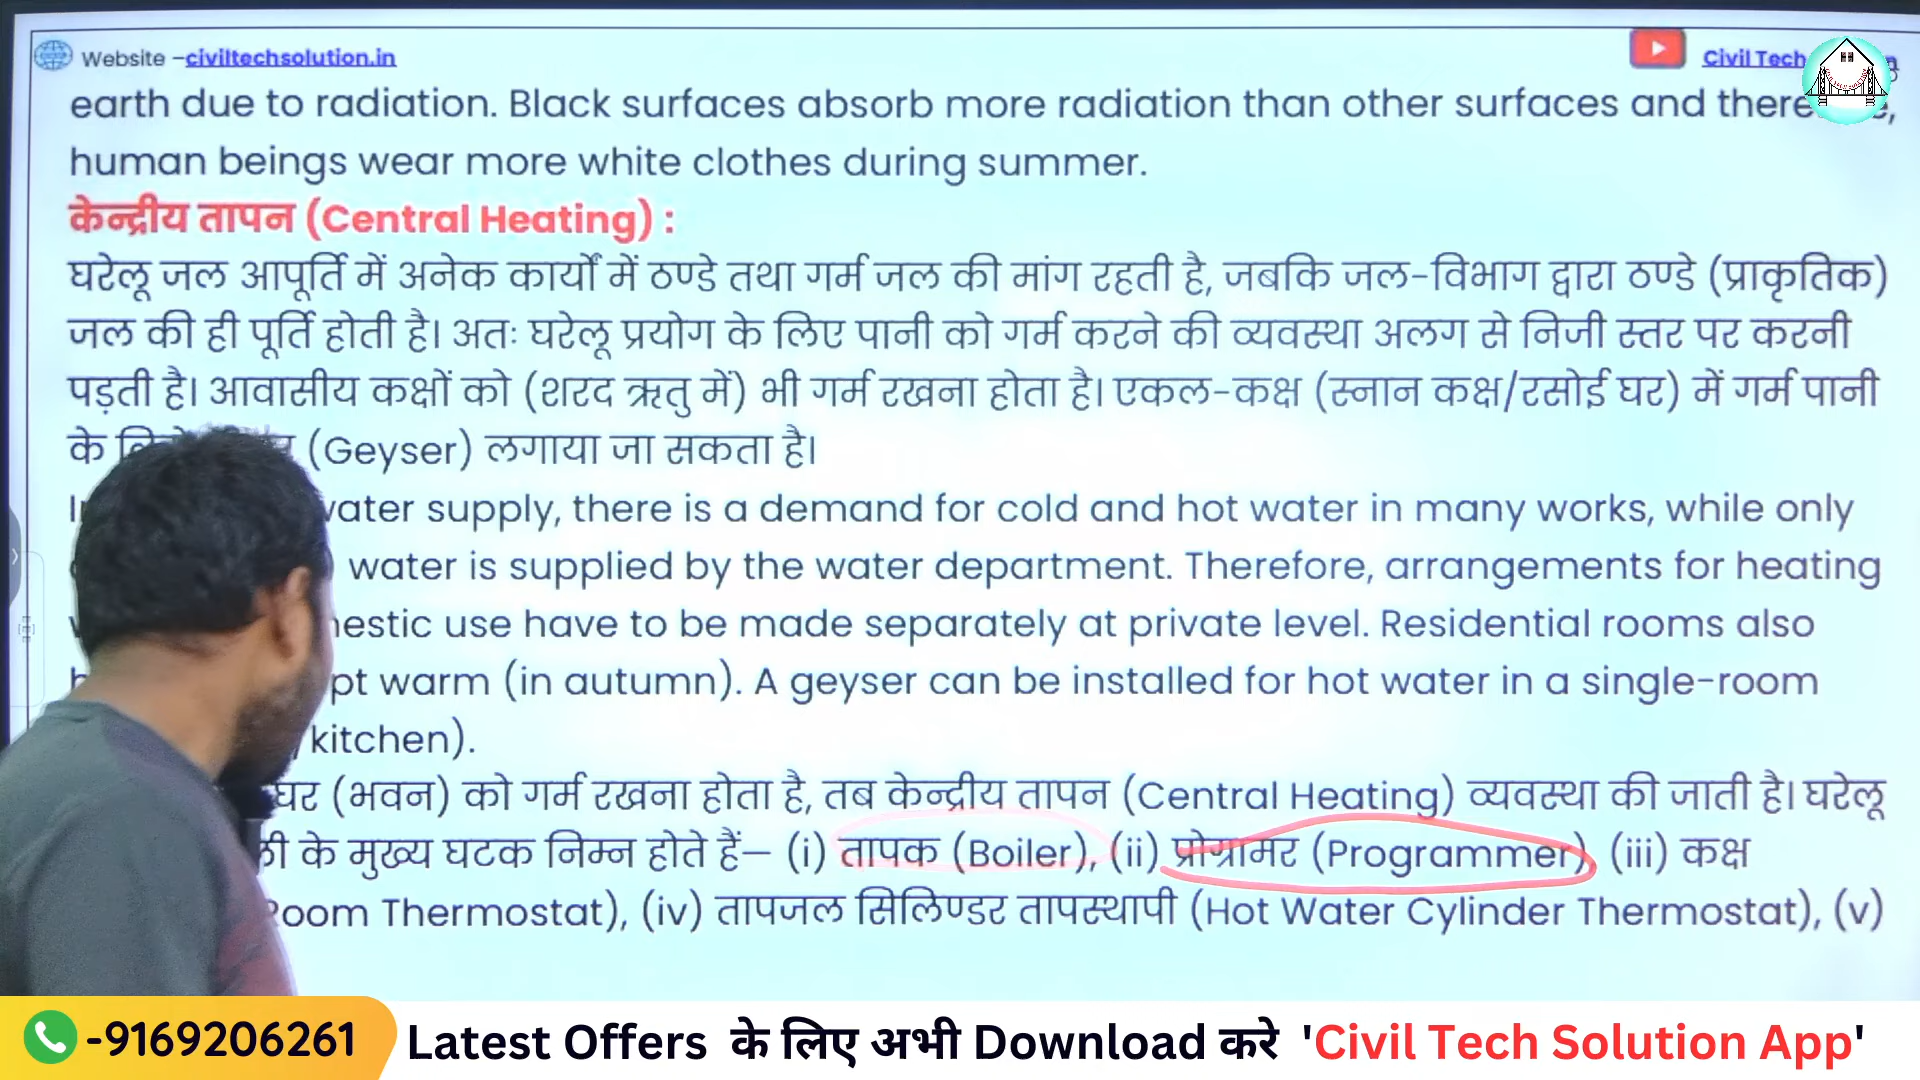 Website –civiltechsolution.in
Civil Tech
earth due to radiation. Black surfaces absorb more radiation than other surfaces and
human beings wear more white clothes during summer.
केन्द्रीय तापन (Central Heating) :
घरेलू जल आपूर्ति में अनेक कार्यों में ठण्डे तथा गर्म जल की मांग रहती है, जबकि जल-विभाग द्वारा ठण्डे (प्राकृतिक)
जल की ही पूर्ति होती है। अतः घरेलू प्रयोग के लिए पानी को गर्म करने की व्यवस्था अलग से निजी स्तर पर करनी
पड़ती है। आवासीय कक्षों को (शरद ऋतु में) भी गर्म रखना होता है। एकल-कक्ष (स्नान कक्ष/रसोई घर) में गर्म पानी
के (Geyser) लगाया जा सकता है।
supply, there is a demand for cold and hot water in many works, while only
water is supplied by the water department. Therefore, arrangements for heating
use have to be made separately at private level. Residential rooms also
warm (in autumn). A geyser can be installed for hot water in a single-room
kitchen).
घर (भवन) को गर्म रखना होता है, तब केन्द्रीय तापन (Central Heating) व्यवस्था की जाती है। घरेलू
के मुख्य घटक निम्न होते हैं– (i) तापक (Boiler), (ii) प्रोग्रामर (Programmer), (iii) कक्ष
Thermostat), (iv) तापजल सिलिण्डर तापस्थापी (Hot Water Cylinder Thermostat), (v)
-9169206261 Latest Offers के लिए अभी Download करे 'Civil Tech Solution App'